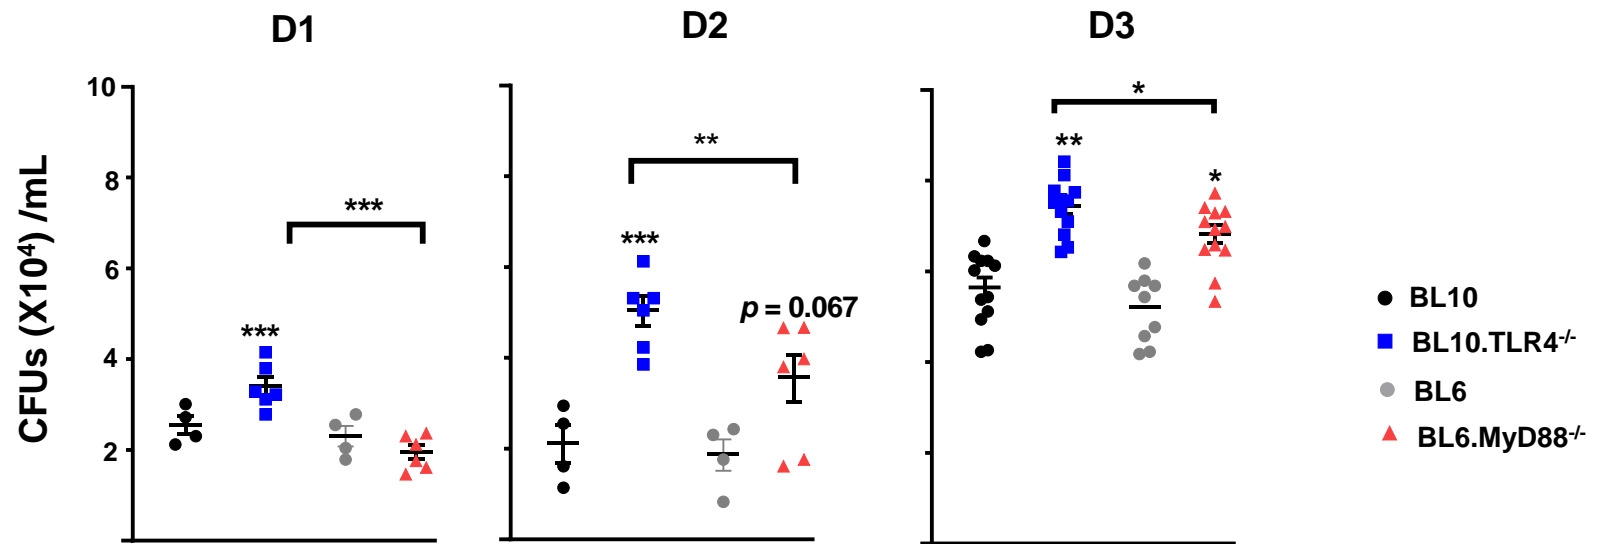 D1
D2
D3
CFUs (X10⁴) /mL
10
8
6
4
2
***
***
**
***
p = 0.067
*
**
*
BL10
BL10.TLR4⁻/⁻
BL6
BL6.MyD88⁻/⁻